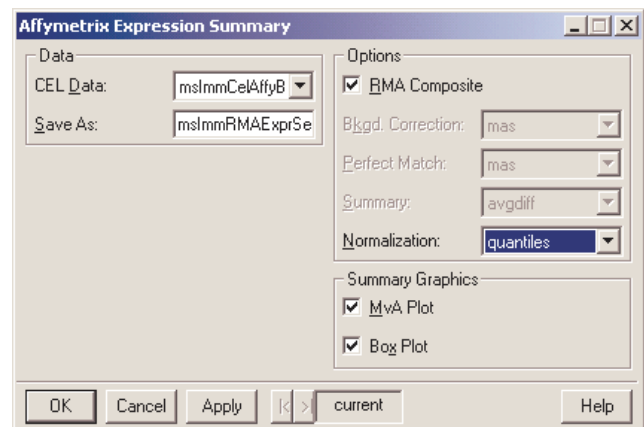 Affymetrix Expression Summary
Data
CEL Data: msImmCelAffyB
Save As: msImmRMAExprSe
Options
RMA Composite
Bkgd. Correction: mas
Perfect Match: mas
Summary: avgdiff
Normalization: quantiles
Summary Graphics
MvA Plot
Box Plot
OK Cancel Apply |< >| current Help